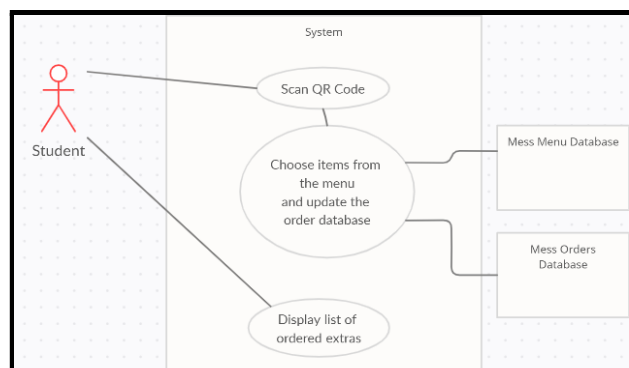 System
Scan QR Code
Student
Choose items from
the menu
and update the
order database
Mess Menu Database
Mess Orders
Database
Display list of
ordered extras